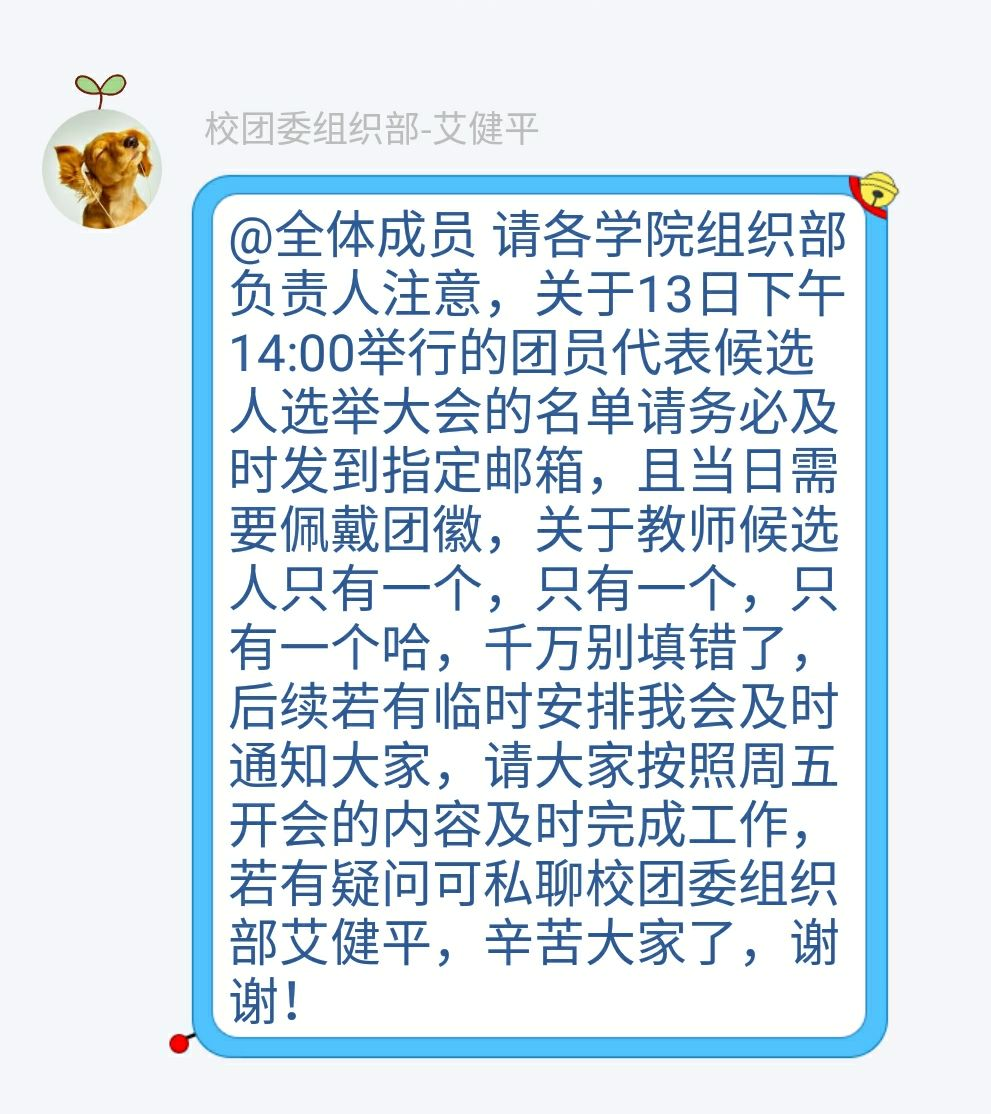 校团委组织部-艾健平
@全体成员 请各学院组织部
负责人注意，关于13日下午
14:00举行的团员代表候选
人选举大会的名单请务必及
时发到指定邮箱，且当日需
要佩戴团徽，关于教师候选
人只有一个，只有一个，只
有一个哈，千万别填错了，
后续若有临时安排我会及时
通知大家，请大家按照周五
开会的内容及时完成工作，
若有疑问可私聊校团委组织
部艾健平，辛苦大家了，谢
谢！